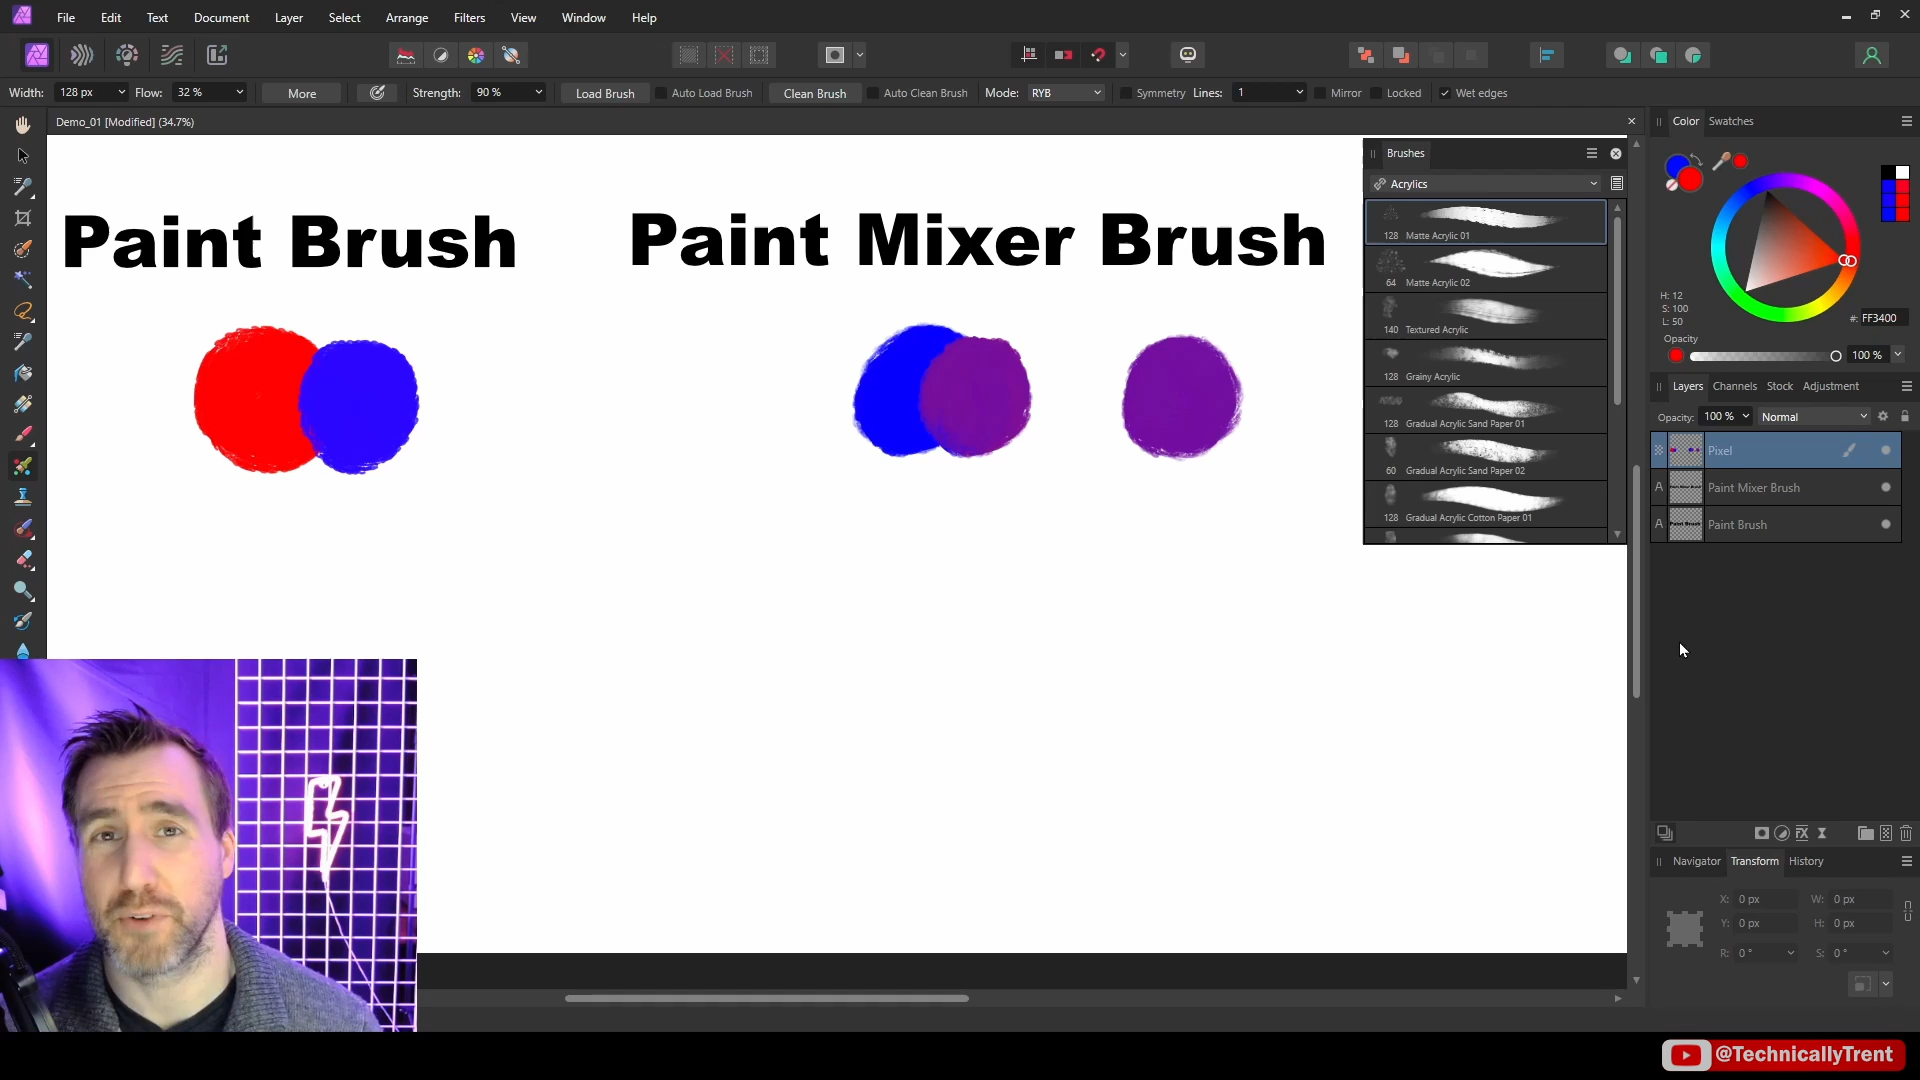 File Edit Text Document Layer Select Arrange Filters View Window Help
Width: 128 px Flow: 32 % More Strength: 90 % Load Brush Auto Load Brush Clean Brush Auto Clean Brush Mode: RYB Symmetry Lines: 1 Mirror Locked Wet edges
Demo_01 [Modified] (34.7%)
Paint Brush
Paint Mixer Brush
Brushes
Acrylics
128 Matte Acrylic 01
64 Matte Acrylic 02
140 Textured Acrylic
128 Grainy Acrylic
128 Gradual Acrylic Sand Paper 01
60 Gradual Acrylic Sand Paper 02
128 Gradual Acrylic Cotton Paper 01
Color Swatches
H: 12
S: 100
L: 50
#: FF3400
Opacity
100 %
Layers Channels Stock Adjustment
Opacity: 100 % Normal
Pixel
A Paint Mixer Brush
A Paint Brush
Navigator Transform History
X: 0 px W: 0 px
Y: 0 px H: 0 px
R: 0 ° S: 0 °
@TechnicallyTrent